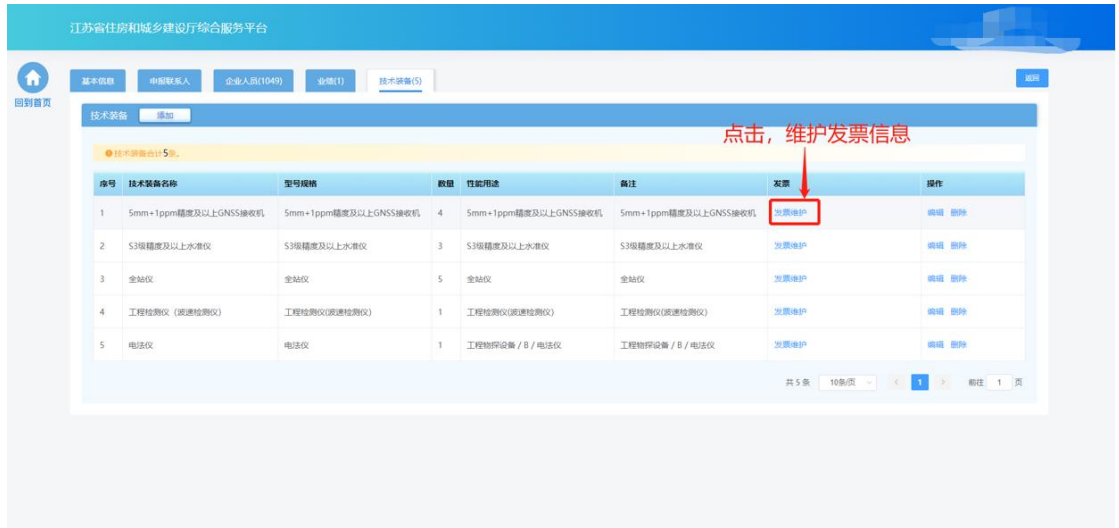 江苏省住房和城乡建设厅综合服务平台
回到首页
基本信息 申报联系人 企业人员(1049) 业绩(1) 技术装备(5) 返回
技术装备 添加
点击，维护发票信息
技术装备合计5条。
序号 技术装备名称 型号规格 数量 性能用途 备注 发票 操作
1 5mm+1ppm精度及以上GNSS接收机 5mm+1ppm精度及以上GNSS接收机 4 5mm+1ppm精度及以上GNSS接收机 5mm+1ppm精度及以上GNSS接收机 发票维护 编辑 删除
2 S3级精度及以上水准仪 S3级精度及以上水准仪 3 S3级精度及以上水准仪 S3级精度及以上水准仪 发票维护 编辑 删除
3 全站仪 全站仪 5 全站仪 全站仪 发票维护 编辑 删除
4 工程检测仪（波速检测仪） 工程检测仪(波速检测仪) 1 工程检测仪(波速检测仪) 工程检测仪(波速检测仪) 发票维护 编辑 删除
5 电法仪 电法仪 1 工程物探设备 / B / 电法仪 工程物探设备 / B / 电法仪 发票维护 编辑 删除
共 5 条 10条/页 < 1 > 前往 1 页